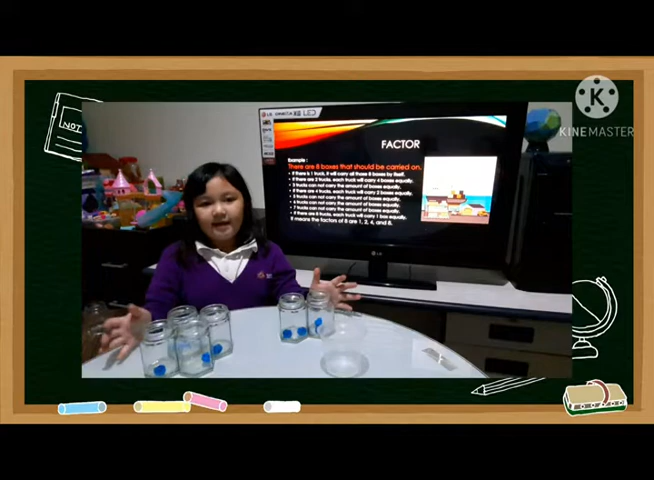 NOT
K
KINEMASTER
LG
LED
FACTOR
Example :
There are 8 boxes that should be carried on.
• If there is 1 truck, it will carry all those 8 boxes by itself.
• If there are 2 trucks, each truck will carry 4 boxes equally.
• 3 trucks can not carry the amount of boxes equally.
• If there are 4 trucks, each truck will carry 2 boxes equally.
• 5 trucks can not carry the amount of boxes equally.
• 6 trucks can not carry the amount of boxes equally.
• 7 trucks can not carry the amount of boxes equally.
• If there are 8 trucks, each truck will carry 1 box equally.
It means the factors of 8 are 1, 2, 4, and 8.
LG